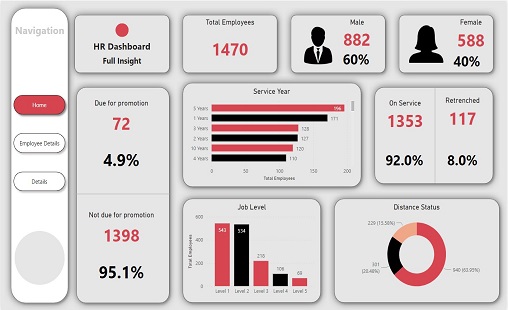 Navigation
Home
Employee Details
Details
HR Dashboard
Full Insight
Total Employees
1470
Male
882
60%
Female
588
40%
Due for promotion
72
4.9%
Not due for promotion
1398
95.1%
Service Year
5 Years
196
1 Years
171
3 Years
128
2 Years
127
10 Years
120
4 Years
110
0 50 100 150 200
Total Employees
On Service
1353
92.0%
Retrenched
117
8.0%
Job Level
Total Employees
600
400
200
0
543
534
218
106
69
Level 1 Level 2 Level 3 Level 4 Level 5
Distance Status
229 (15.58%)
301
(20.48%)
940 (63.95%)